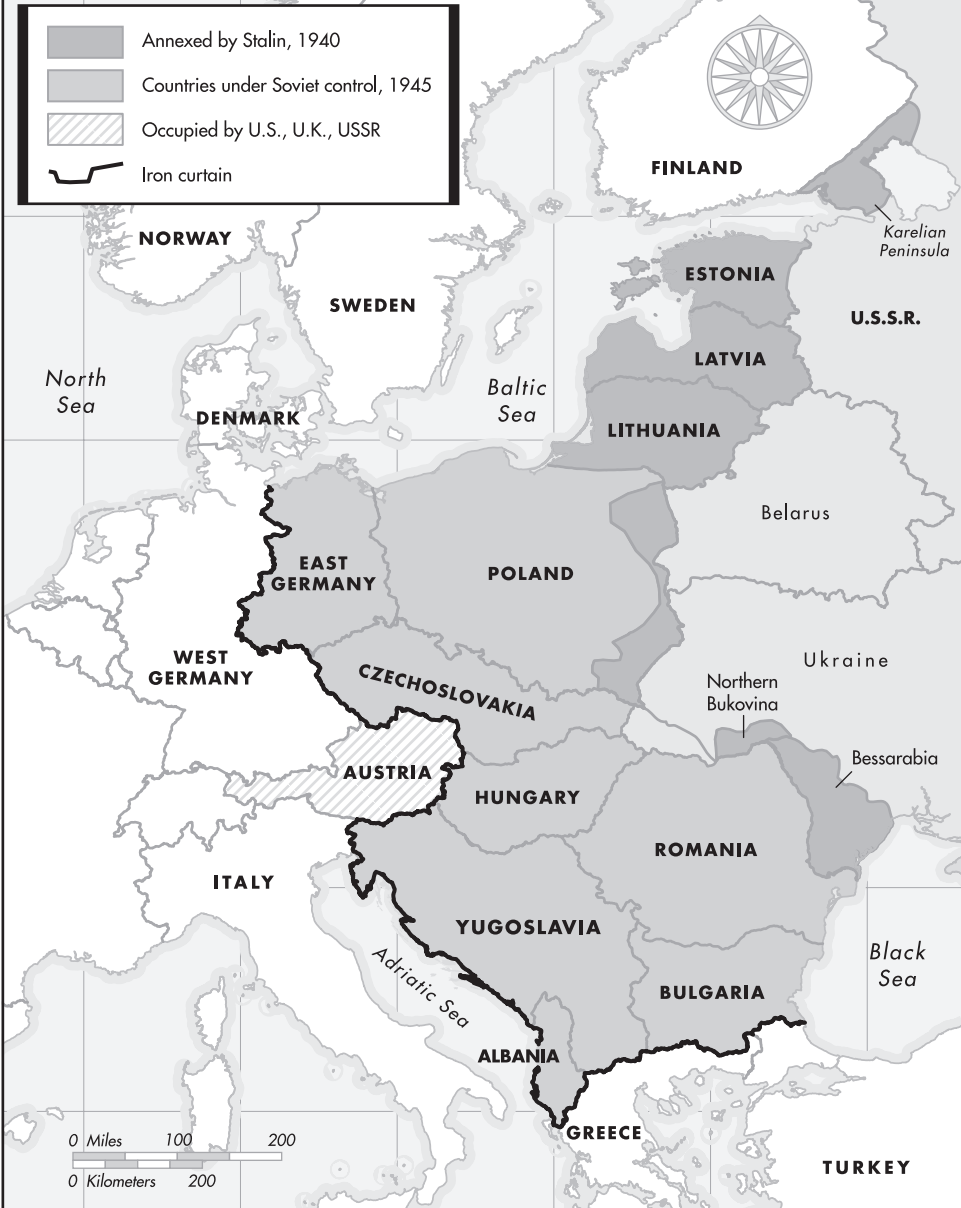 Annexed by Stalin, 1940
Countries under Soviet control, 1945
Occupied by U.S., U.K., USSR
Iron curtain
FINLAND
Karelian
Peninsula
NORWAY
SWEDEN
ESTONIA
U.S.S.R.
LATVIA
North
Sea
Baltic
Sea
DENMARK
LITHUANIA
Belarus
EAST
GERMANY
POLAND
WEST
GERMANY
Ukraine
CZECHOSLOVAKIA
Northern
Bukovina
Bessarabia
AUSTRIA
HUNGARY
ROMANIA
ITALY
YUGOSLAVIA
Black
Sea
Adriatic Sea
BULGARIA
ALBANIA
GREECE
TURKEY
0 Miles 100 200
0 Kilometers 200